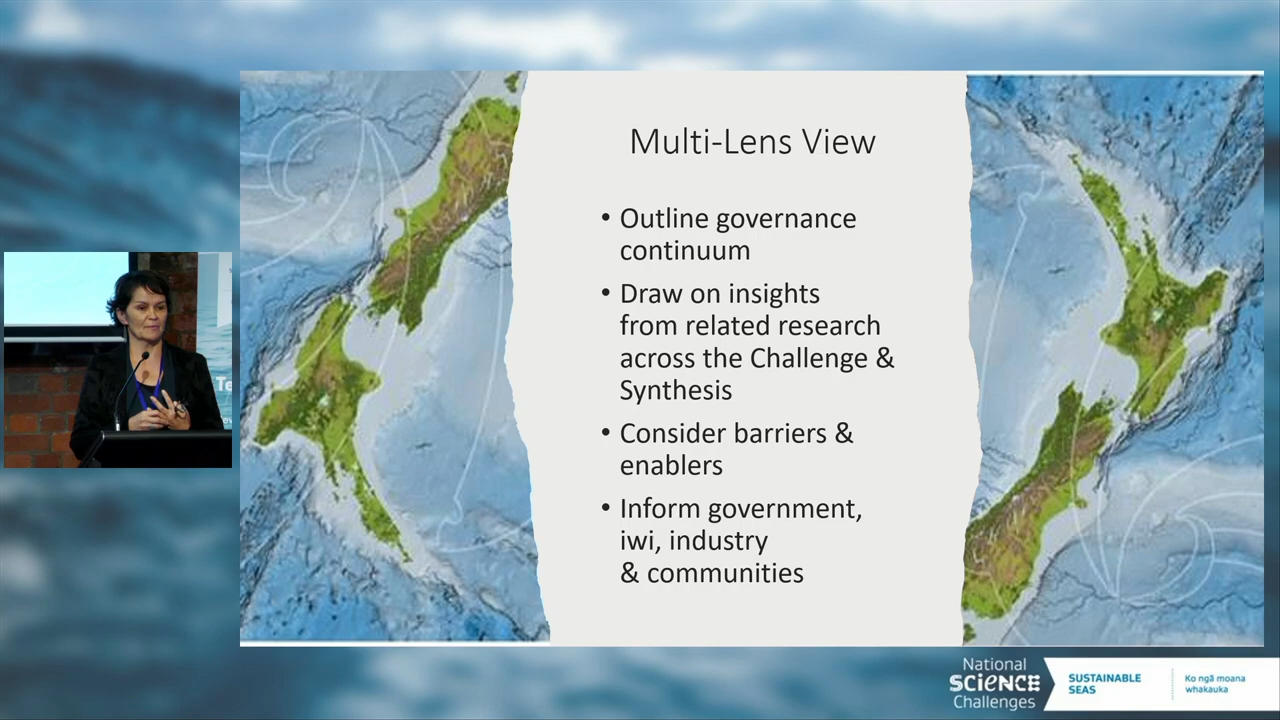 Multi-Lens View
• Outline governance
continuum
• Draw on insights
from related research
across the Challenge &
Synthesis
• Consider barriers &
enablers
• Inform government,
iwi, industry
& communities
Te
National
SCIENCE
Challenges
SUSTAINABLE
SEAS
Ko ngā moana
whakauka